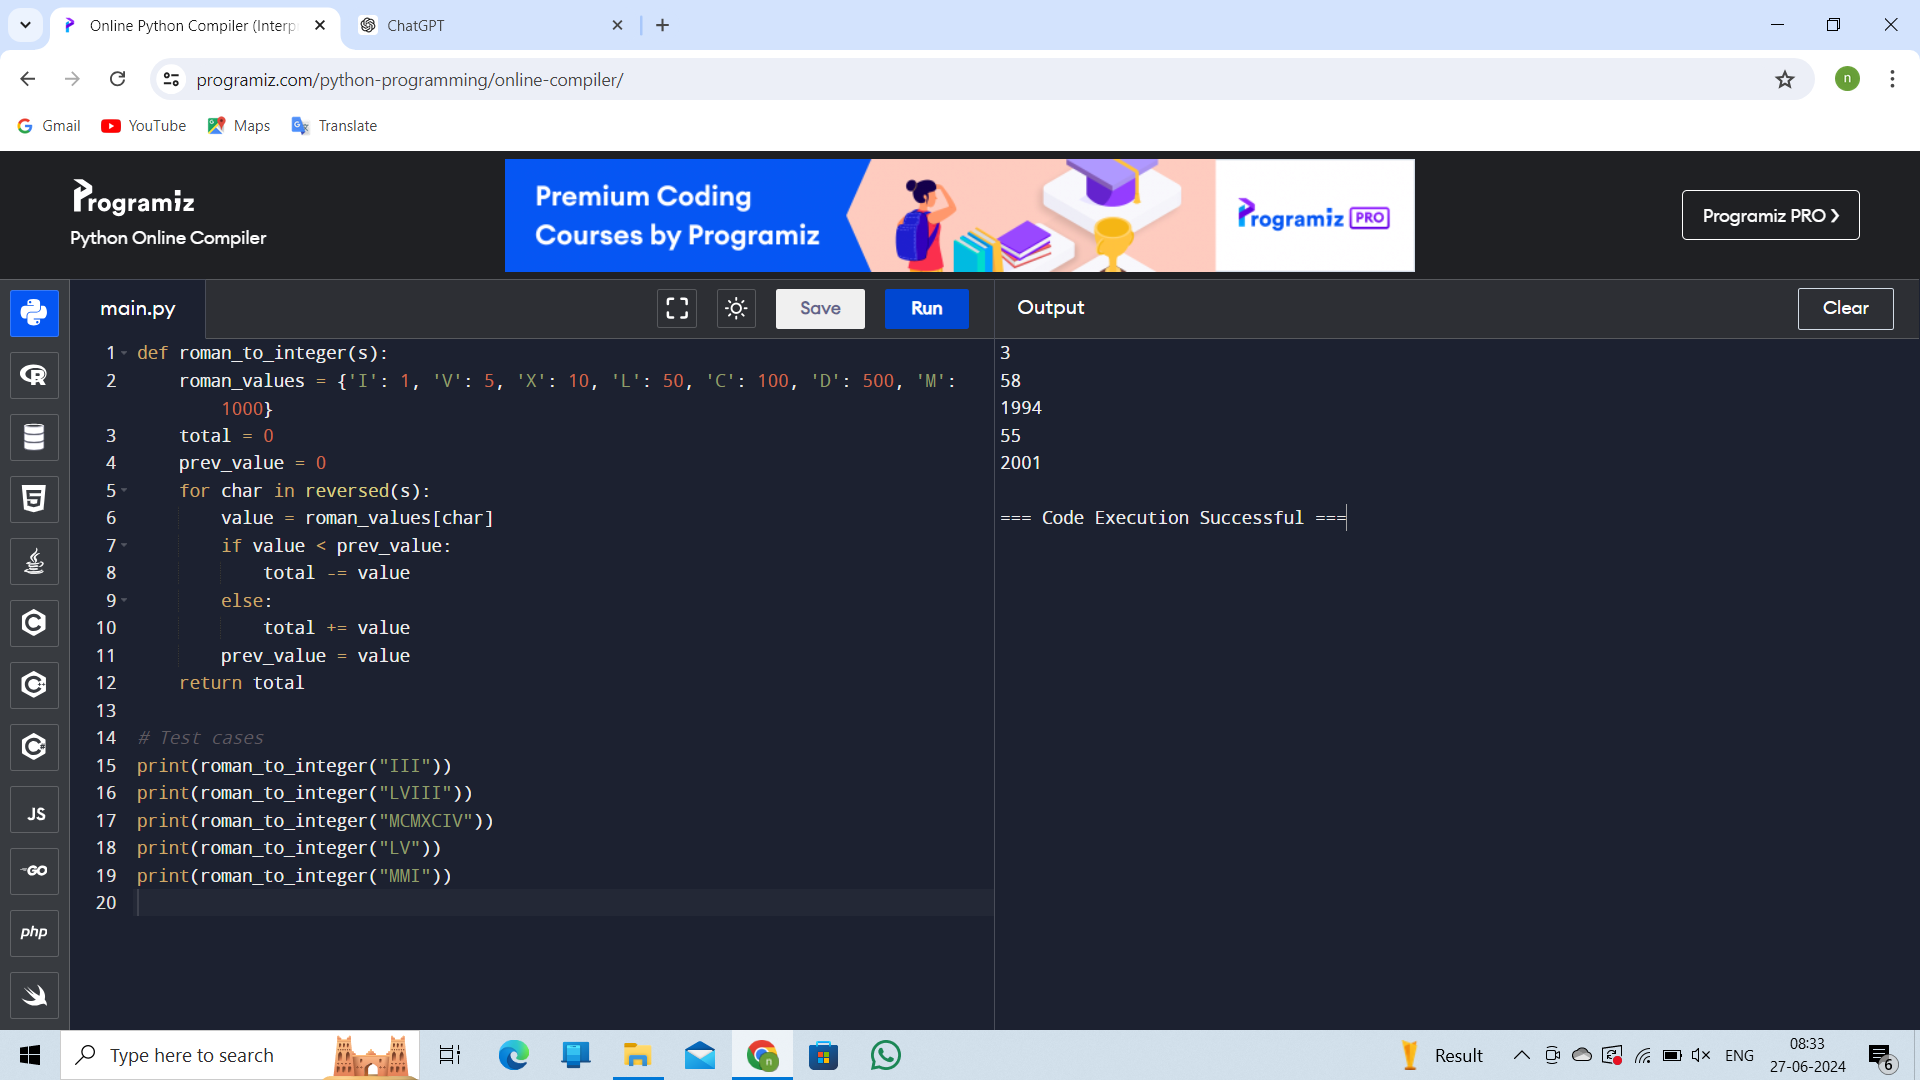 Online Python Compiler (Interp
ChatGPT
programiz.com/python-programming/online-compiler/
n
Gmail
YouTube
Maps
Translate
Programiz
Python Online Compiler
Premium Coding
Courses by Programiz
Programiz PRO
Programiz PRO
main.py
Save
Run
Output
Clear
1 def roman_to_integer(s):
2 roman_values = {'I': 1, 'V': 5, 'X': 10, 'L': 50, 'C': 100, 'D': 500, 'M':
1000}
3 total = 0
4 prev_value = 0
5 for char in reversed(s):
6 value = roman_values[char]
7 if value < prev_value:
8 total -= value
9 else:
10 total += value
11 prev_value = value
12 return total
13
14 # Test cases
15 print(roman_to_integer("III"))
16 print(roman_to_integer("LVIII"))
17 print(roman_to_integer("MCMXCIV"))
18 print(roman_to_integer("LV"))
19 print(roman_to_integer("MMI"))
20
3
58
1994
55
2001
=== Code Execution Successful ===
R
5
C
C++
C#
JS
GO
php
Type here to search
n
Result
ENG
08:33
27-06-2024
6